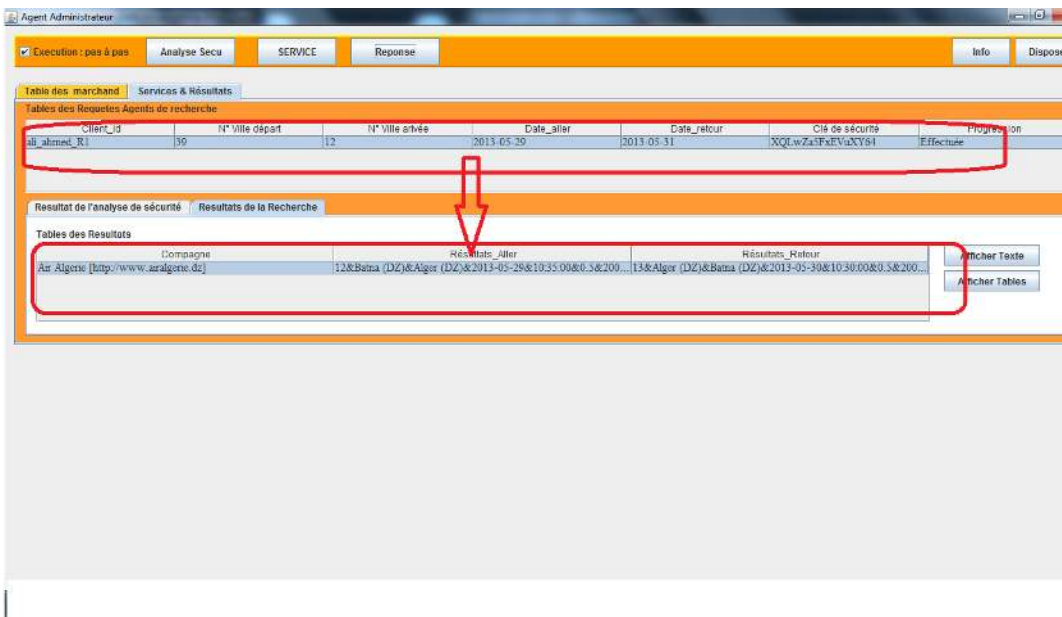 Agent Administrateur
Execution : pas à pas Analyse Secu SERVICE Reponse Info Dispose
Table des marchand Services & Résultats
Tables des Requetes Agents de recherche
Client_id N° Ville départ N° Ville arivée Date_aller Date_retour Clé de sécurité Progression
ali_ahmed_R1 39 12 2013-05-29 2013-05-31 XQLwZa5FxEVuXY64 Effectuée
Resultat de l'analyse de sécurité Resultats de la Recherche
Tables des Resultats
Compagne Résultats_Aller Résultats_Retour
Air Algerie [http://www.airalgerie.dz] 12&Batna (DZ)&Alger (DZ)&2013-05-29&10:35:00&0.5&200... 13&Alger (DZ)&Batna (DZ)&2013-05-30&10:30:00&0.5&200...
Afficher Texte
Afficher Tables